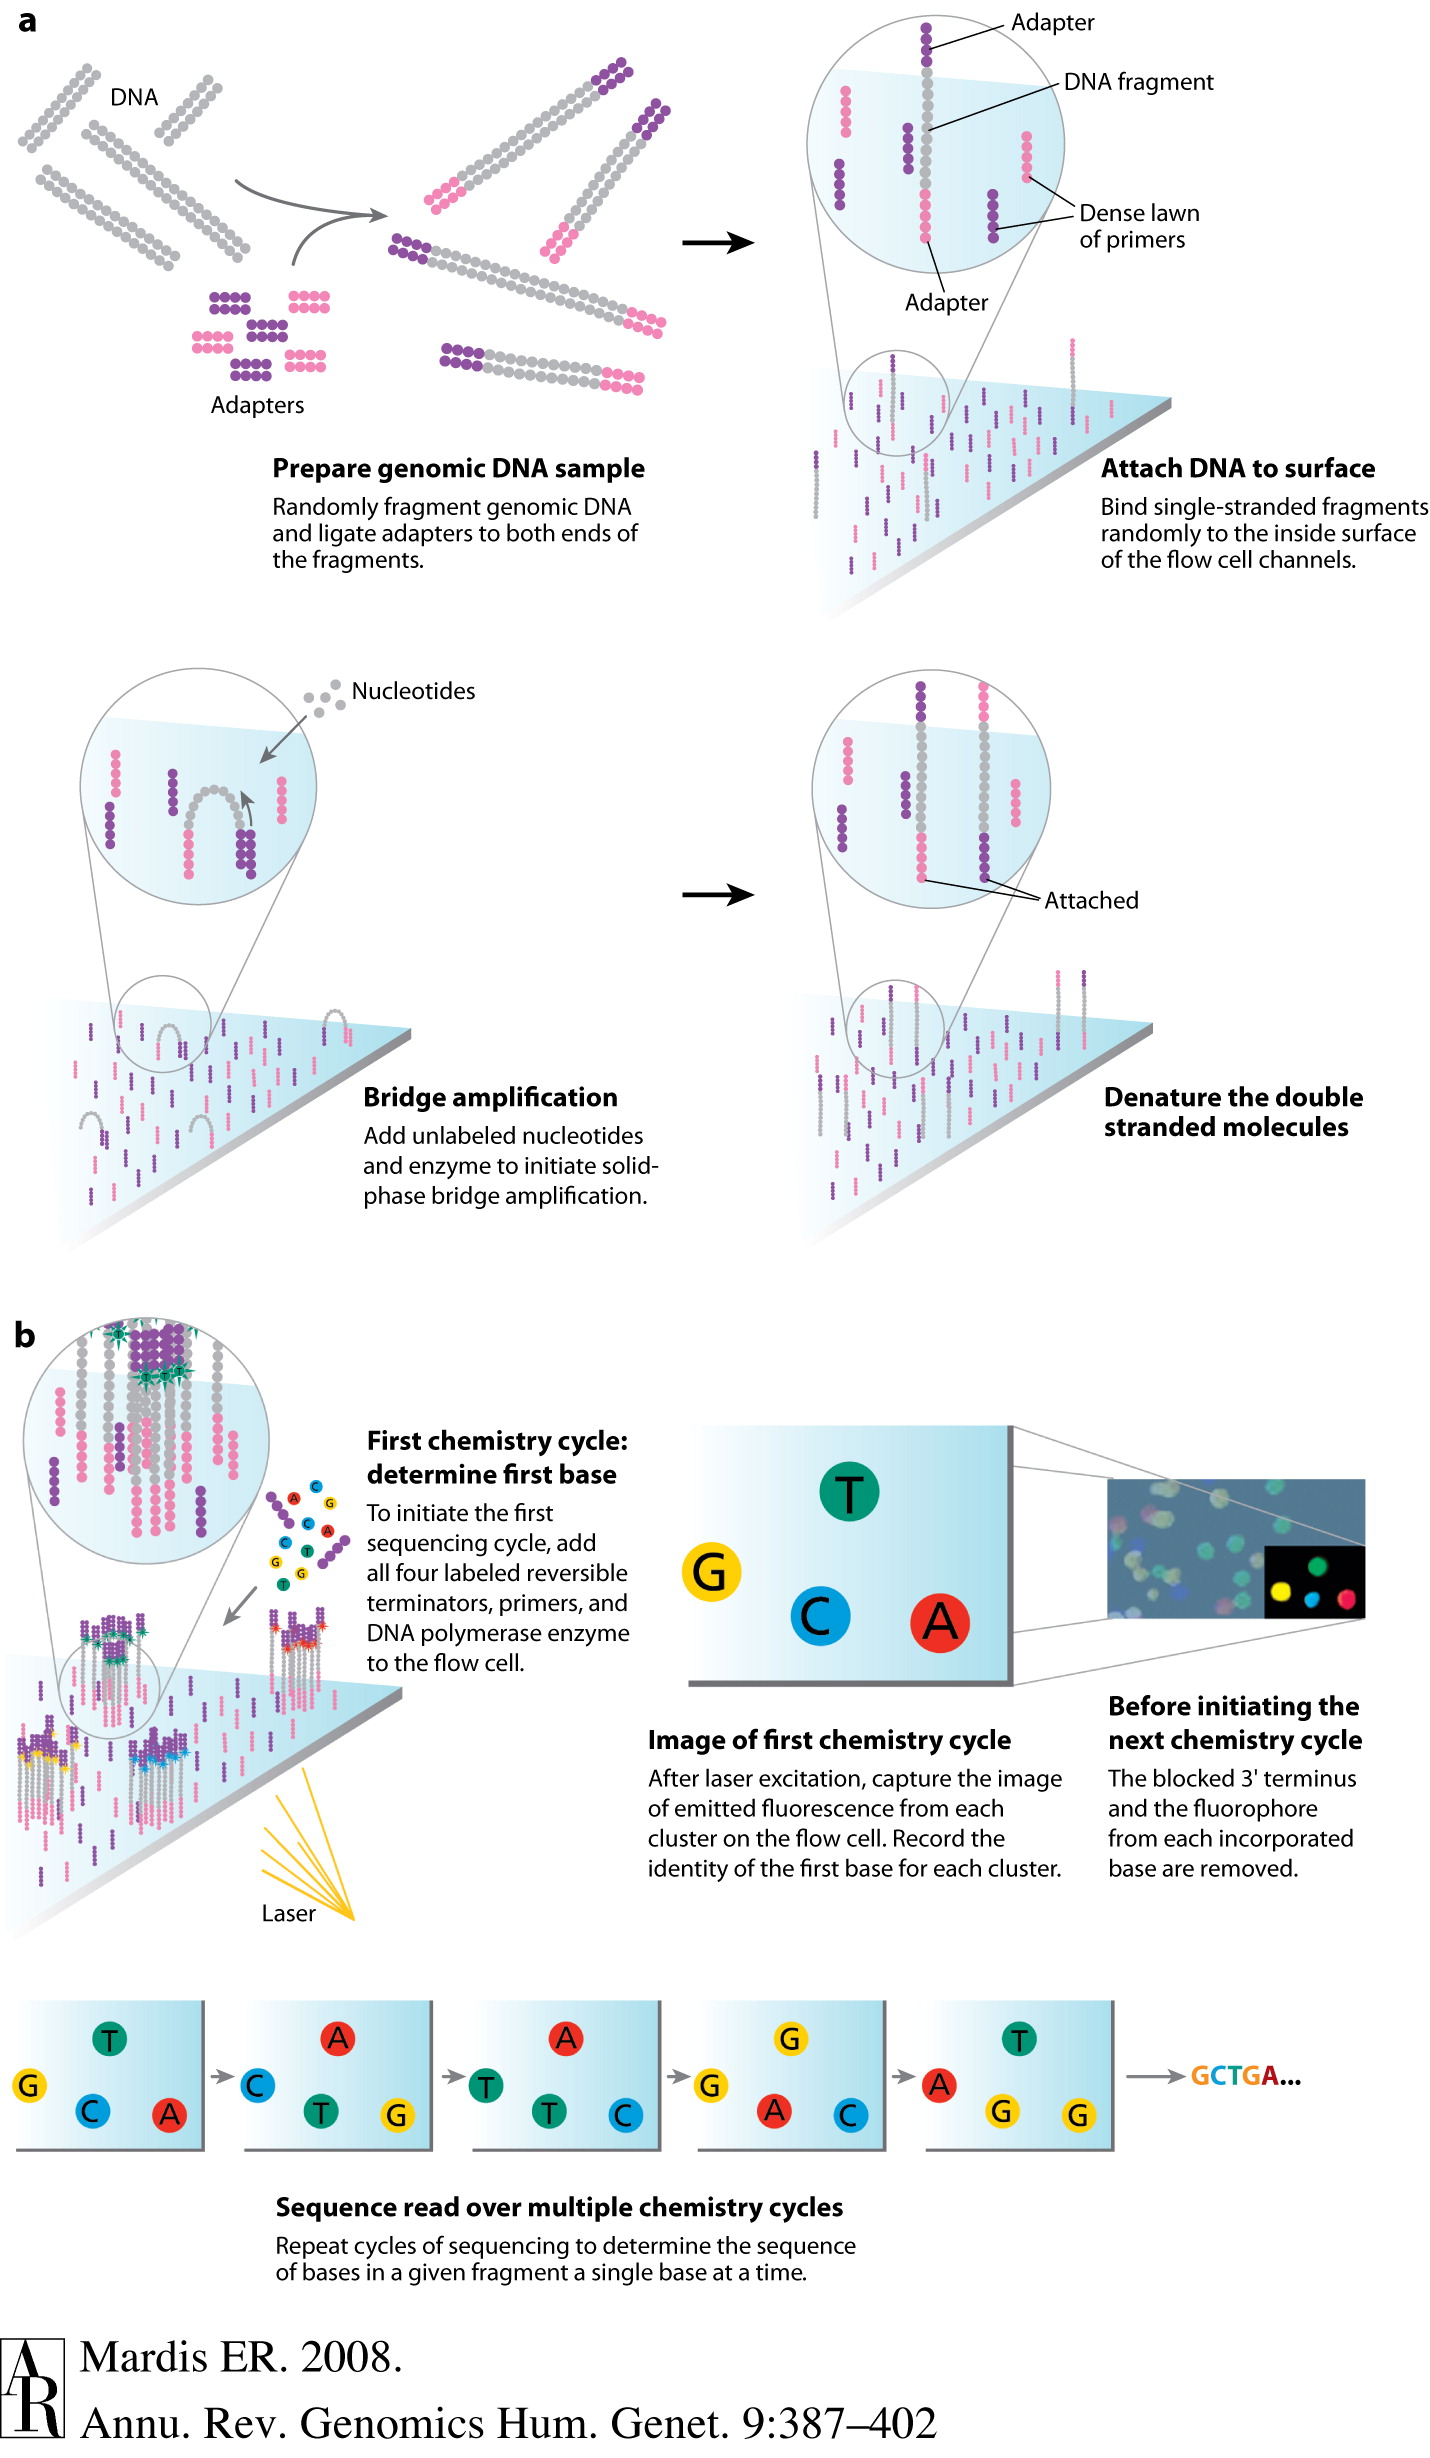 a
DNA
Adapters
Prepare genomic DNA sample
Randomly fragment genomic DNA
and ligate adapters to both ends of
the fragments.
Adapter
DNA fragment
Dense lawn
of primers
Adapter
Attach DNA to surface
Bind single-stranded fragments
randomly to the inside surface
of the flow cell channels.
Nucleotides
Bridge amplification
Add unlabeled nucleotides
and enzyme to initiate solid-
phase bridge amplification.
Attached
Denature the double
stranded molecules
b
T
T T T
C
A
G
C
A
C
T
G
G
T
First chemistry cycle:
determine first base
To initiate the first
sequencing cycle, add
all four labeled reversible
terminators, primers, and
DNA polymerase enzyme
to the flow cell.
Laser
T
G
C
A
Image of first chemistry cycle
After laser excitation, capture the image
of emitted fluorescence from each
cluster on the flow cell. Record the
identity of the first base for each cluster.
Before initiating the
next chemistry cycle
The blocked 3' terminus
and the fluorophore
from each incorporated
base are removed.
T
G
C
A
A
C
T
G
A
T
T
C
G
G
A
C
T
A
G
G
GCTGA...
Sequence read over multiple chemistry cycles
Repeat cycles of sequencing to determine the sequence
of bases in a given fragment a single base at a time.
AR
Mardis ER. 2008.
Annu. Rev. Genomics Hum. Genet. 9:387–402